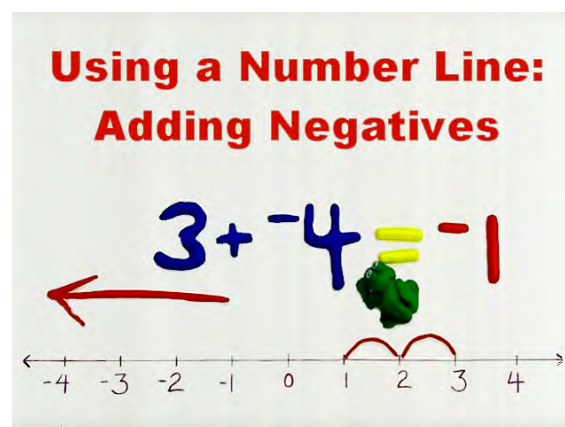 Using a Number Line:
Adding Negatives
3 + -4 = -1
-4 -3 -2 -1 0 1 2 3 4